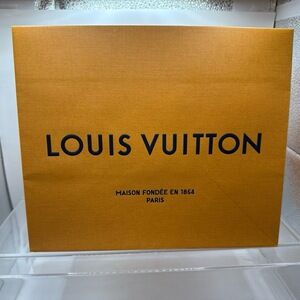 LOUIS VUITTON
MAISON FONDÉE EN 1854
PARIS